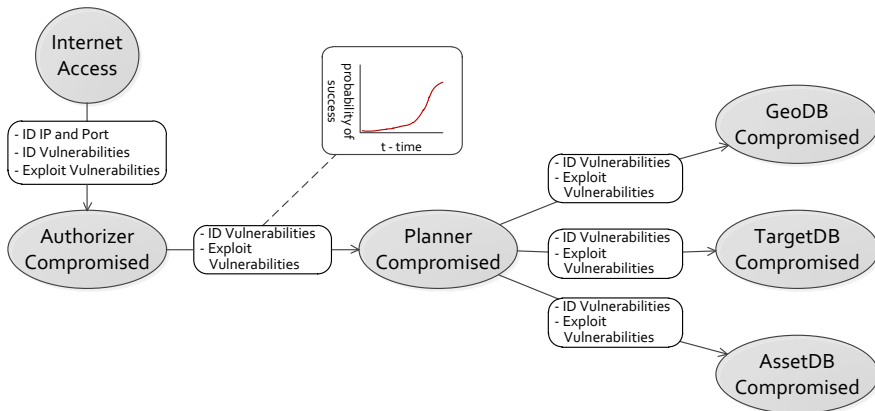 Internet
Access
- ID IP and Port
- ID Vulnerabilities
- Exploit Vulnerabilities
Authorizer
Compromised
- ID Vulnerabilities
- Exploit
Vulnerabilities
probability of
success
t - time
Planner
Compromised
- ID Vulnerabilities
- Exploit
Vulnerabilities
GeoDB
Compromised
- ID Vulnerabilities
- Exploit
Vulnerabilities
TargetDB
Compromised
- ID Vulnerabilities
- Exploit
Vulnerabilities
AssetDB
Compromised